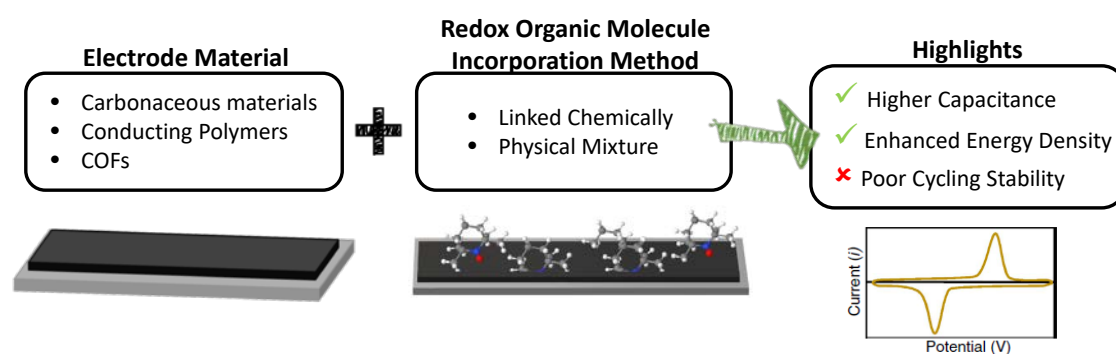 Electrode Material
• Carbonaceous materials
• Conducting Polymers
• COFs
Redox Organic Molecule
Incorporation Method
• Linked Chemically
• Physical Mixture
Highlights
✓ Higher Capacitance
✓ Enhanced Energy Density
✘ Poor Cycling Stability
Current (i)
Potential (V)